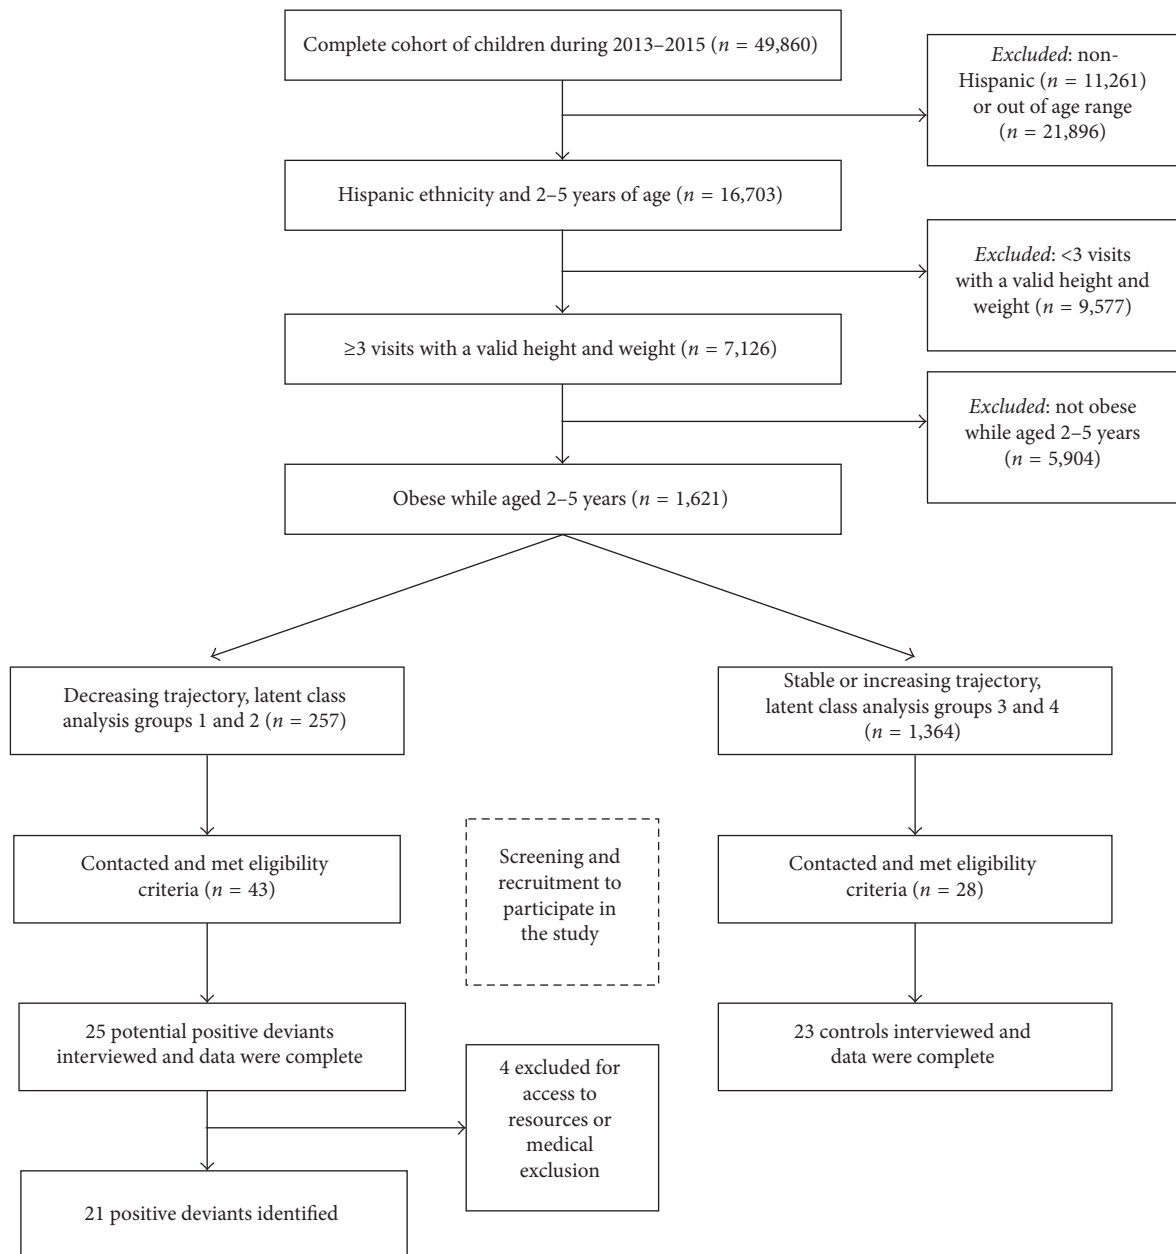 Complete cohort of children during 2013–2015 (n = 49,860)
Excluded: non-
Hispanic (n = 11,261)
or out of age range
(n = 21,896)
Hispanic ethnicity and 2–5 years of age (n = 16,703)
Excluded: <3 visits
with a valid height and
weight (n = 9,577)
≥3 visits with a valid height and weight (n = 7,126)
Excluded: not obese
while aged 2–5 years
(n = 5,904)
Obese while aged 2–5 years (n = 1,621)
Decreasing trajectory, latent class
analysis groups 1 and 2 (n = 257)
Stable or increasing trajectory,
latent class analysis groups 3 and 4
(n = 1,364)
Contacted and met eligibility
criteria (n = 43)
Screening and
recruitment to
participate in
the study
Contacted and met eligibility
criteria (n = 28)
25 potential positive deviants
interviewed and data were complete
23 controls interviewed and
data were complete
4 excluded for
access to
resources or
medical
exclusion
21 positive deviants identified